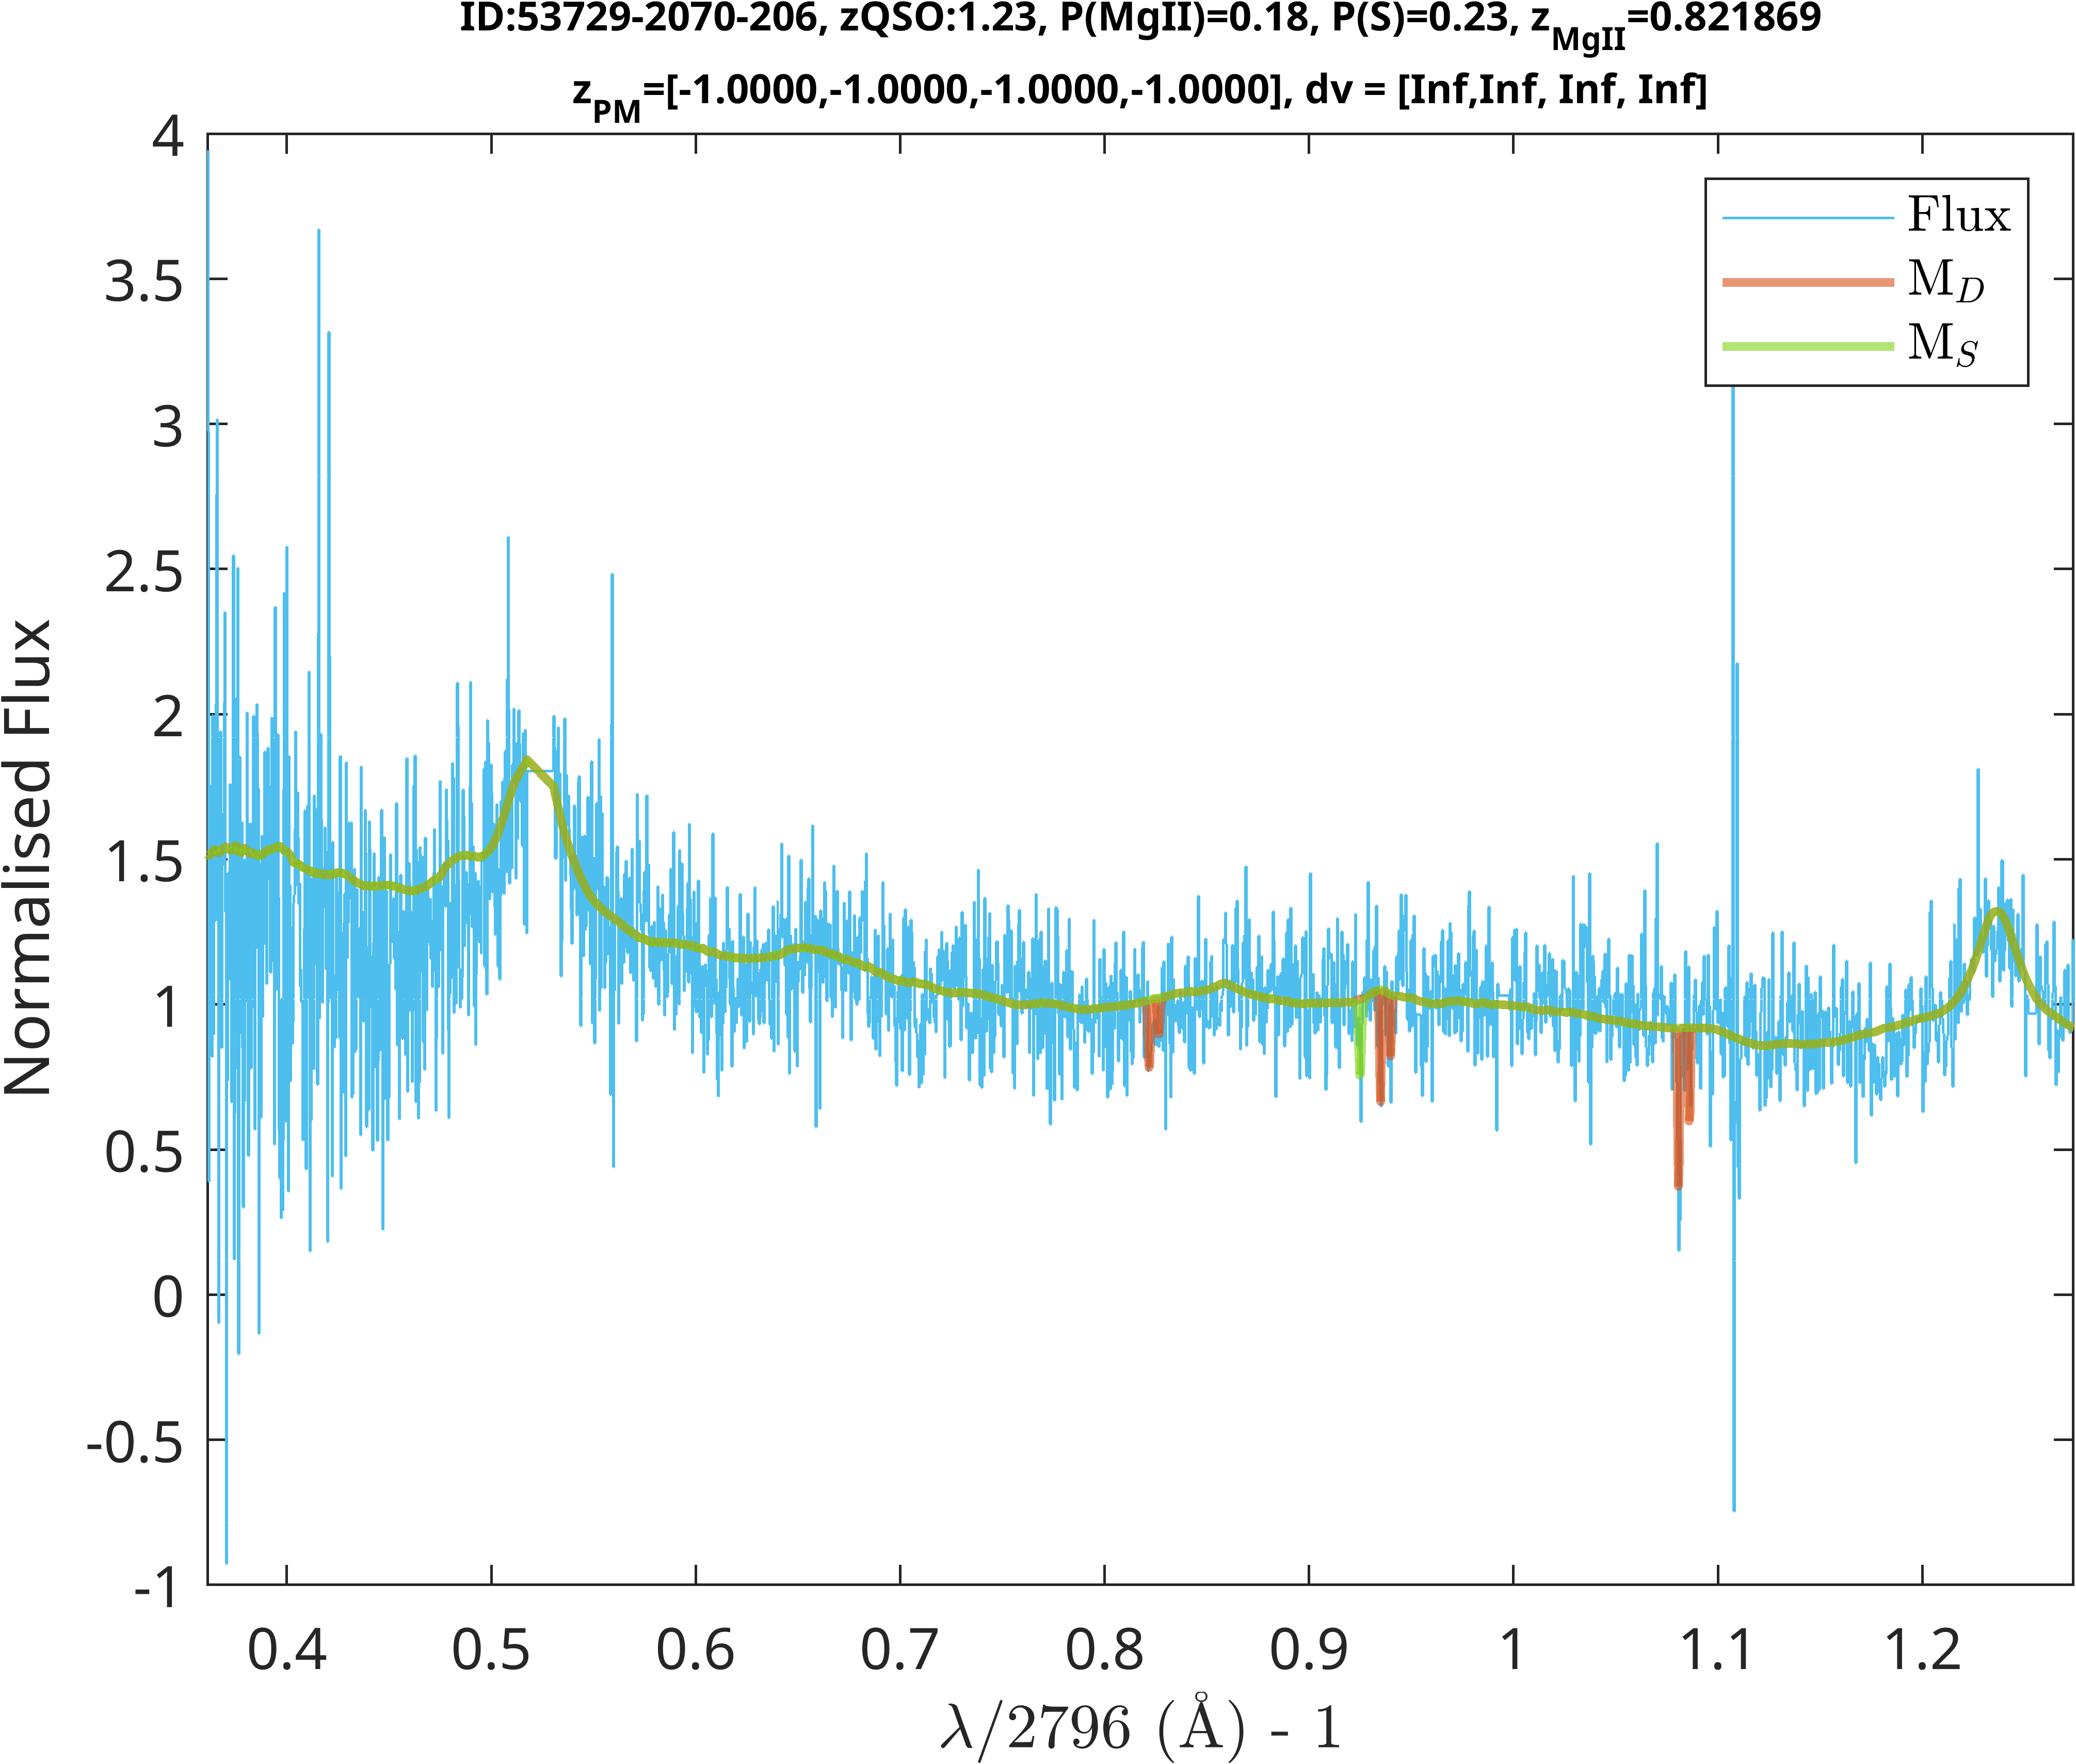 ID:53729-2070-206, zQSO:1.23, P(MgII)=0.18, P(S)=0.23, zMgII=0.821869
zPM=[-1.0000,-1.0000,-1.0000,-1.0000], dv = [Inf,Inf, Inf, Inf]
4
3.5
3
2.5
2
1.5
1
0.5
0
-0.5
-1
Normalised Flux
Flux
MD
MS
0.4 0.5 0.6 0.7 0.8 0.9 1 1.1 1.2
λ/2796 (Å) - 1